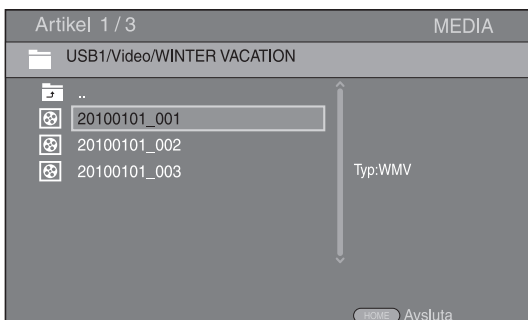 Artikel 1/3 MEDIA
USB1/Video/WINTER VACATION
..
20100101_001
20100101_002
20100101_003
Typ:WMV
HOME Avsluta